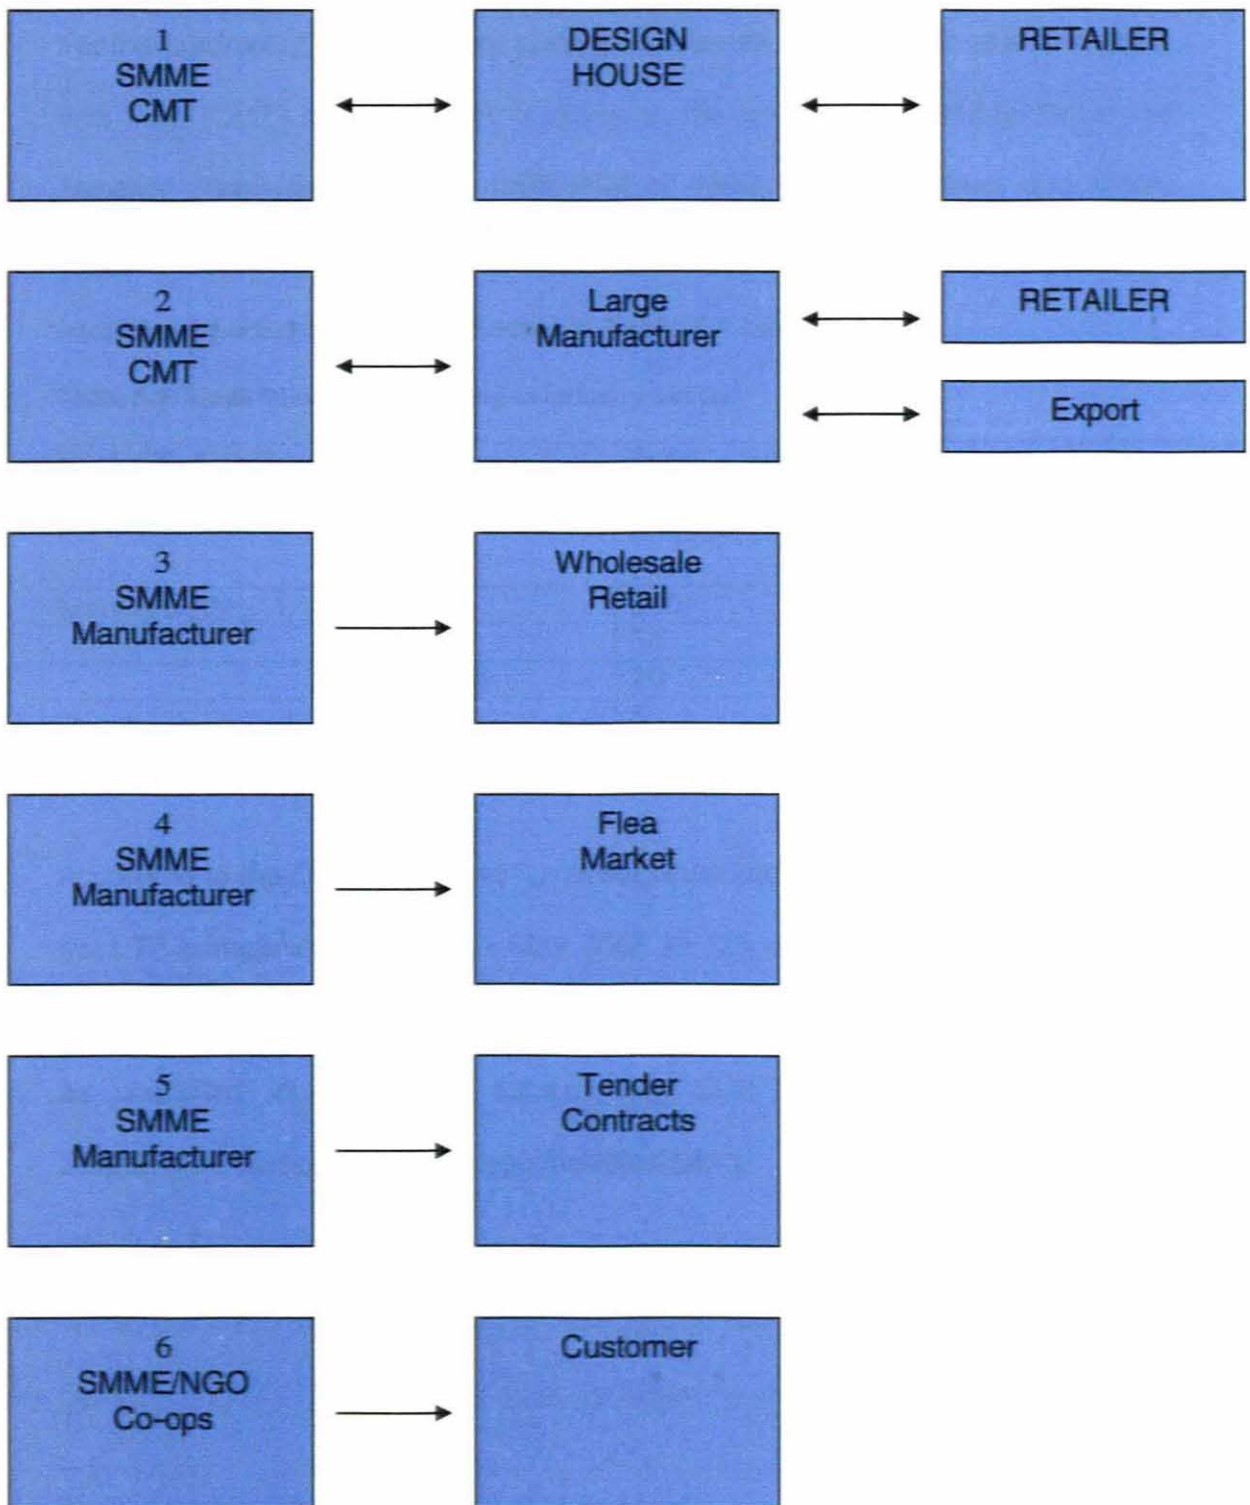 1
SMME
CMT
DESIGN
HOUSE
RETAILER
2
SMME
CMT
Large
Manufacturer
RETAILER
Export
3
SMME
Manufacturer
Wholesale
Retail
4
SMME
Manufacturer
Flea
Market
5
SMME
Manufacturer
Tender
Contracts
6
SMME/NGO
Co-ops
Customer